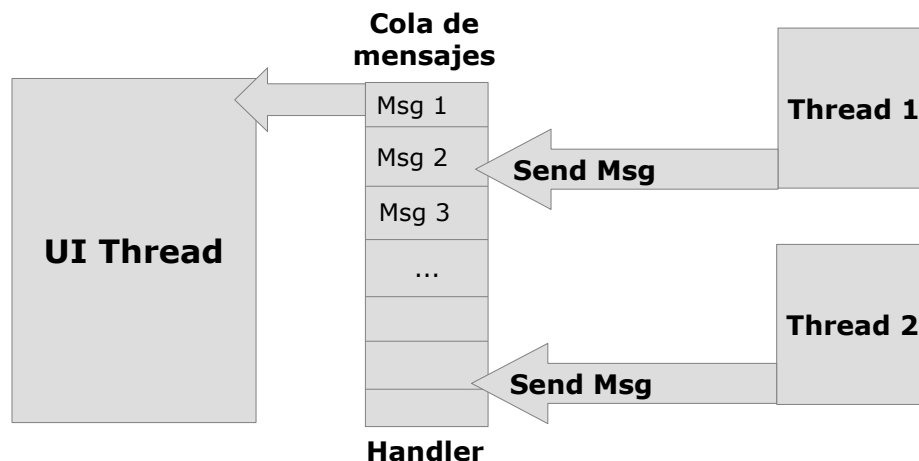 Cola de
mensajes
UI Thread
Msg 1
Msg 2
Msg 3
...
Handler
Send Msg
Thread 1
Send Msg
Thread 2